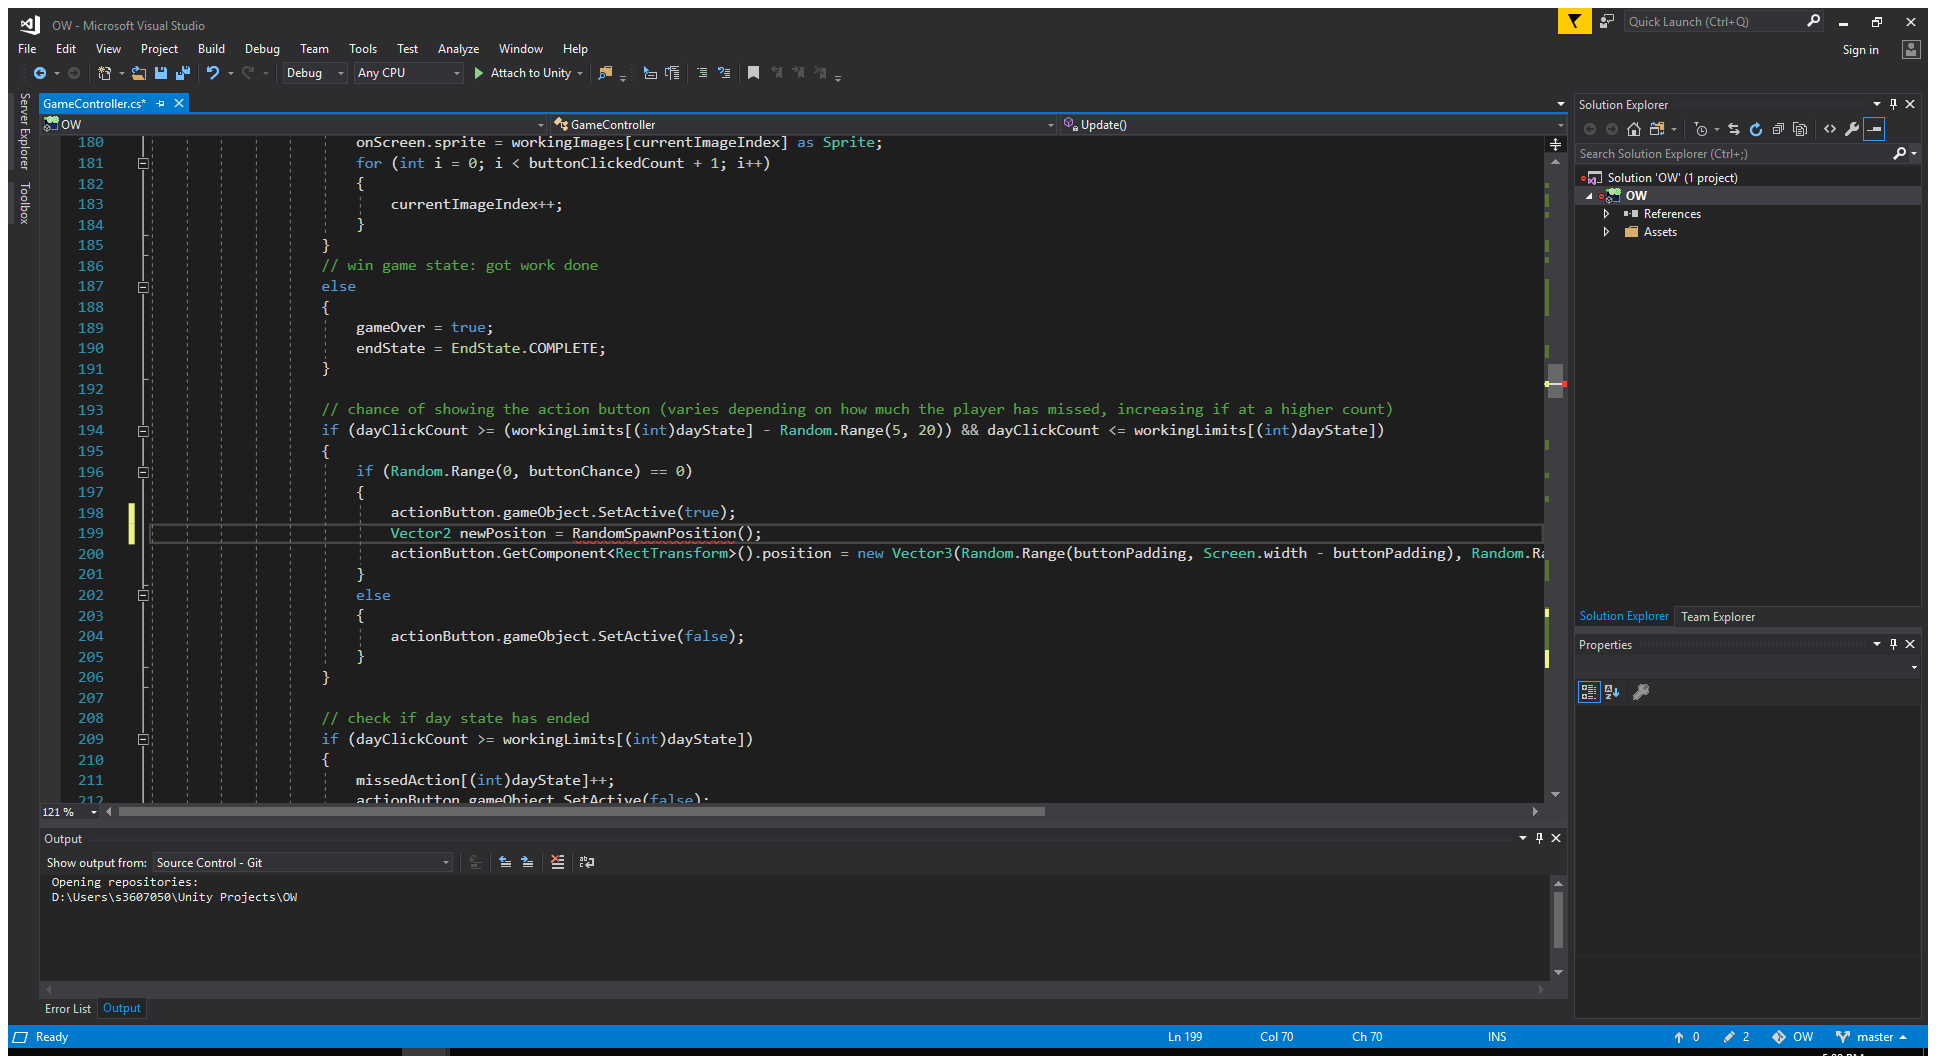 OW - Microsoft Visual Studio
Quick Launch (Ctrl+Q)
File Edit View Project Build Debug Team Tools Test Analyze Window Help
Sign in
Debug Any CPU Attach to Unity
Server Explorer
Toolbox
GameController.cs*
OW GameController Update()
180 onScreen.sprite = workingImages[currentImageIndex] as Sprite;
181 for (int i = 0; i < buttonClickedCount + 1; i++)
182 {
183 currentImageIndex++;
184 }
185 }
186 // win game state: got work done
187 else
188 {
189 gameOver = true;
190 endState = EndState.COMPLETE;
191 }
192
193 // chance of showing the action button (varies depending on how much the player has missed, increasing if at a higher count)
194 if (dayClickCount >= (workingLimits[(int)dayState] - Random.Range(5, 20)) && dayClickCount <= workingLimits[(int)dayState])
195 {
196 if (Random.Range(0, buttonChance) == 0)
197 {
198 actionButton.gameObject.SetActive(true);
199 Vector2 newPositon = RandomSpawnPosition();
200 actionButton.GetComponent<RectTransform>().position = new Vector3(Random.Range(buttonPadding, Screen.width - buttonPadding), Random.Ra
201 }
202 else
203 {
204 actionButton.gameObject.SetActive(false);
205 }
206 }
207
208 // check if day state has ended
209 if (dayClickCount >= workingLimits[(int)dayState])
210 {
211 missedAction[(int)dayState]++;
212 actionButton.gameObject.SetActive(false);
121 %
Output
Show output from: Source Control - Git
Opening repositories:
D:\Users\s3607050\Unity Projects\OW
Error List Output
Solution Explorer
Search Solution Explorer (Ctrl+;)
Solution 'OW' (1 project)
OW
References
Assets
Solution Explorer Team Explorer
Properties
Ready Ln 199 Col 70 Ch 70 INS 0 2 OW master